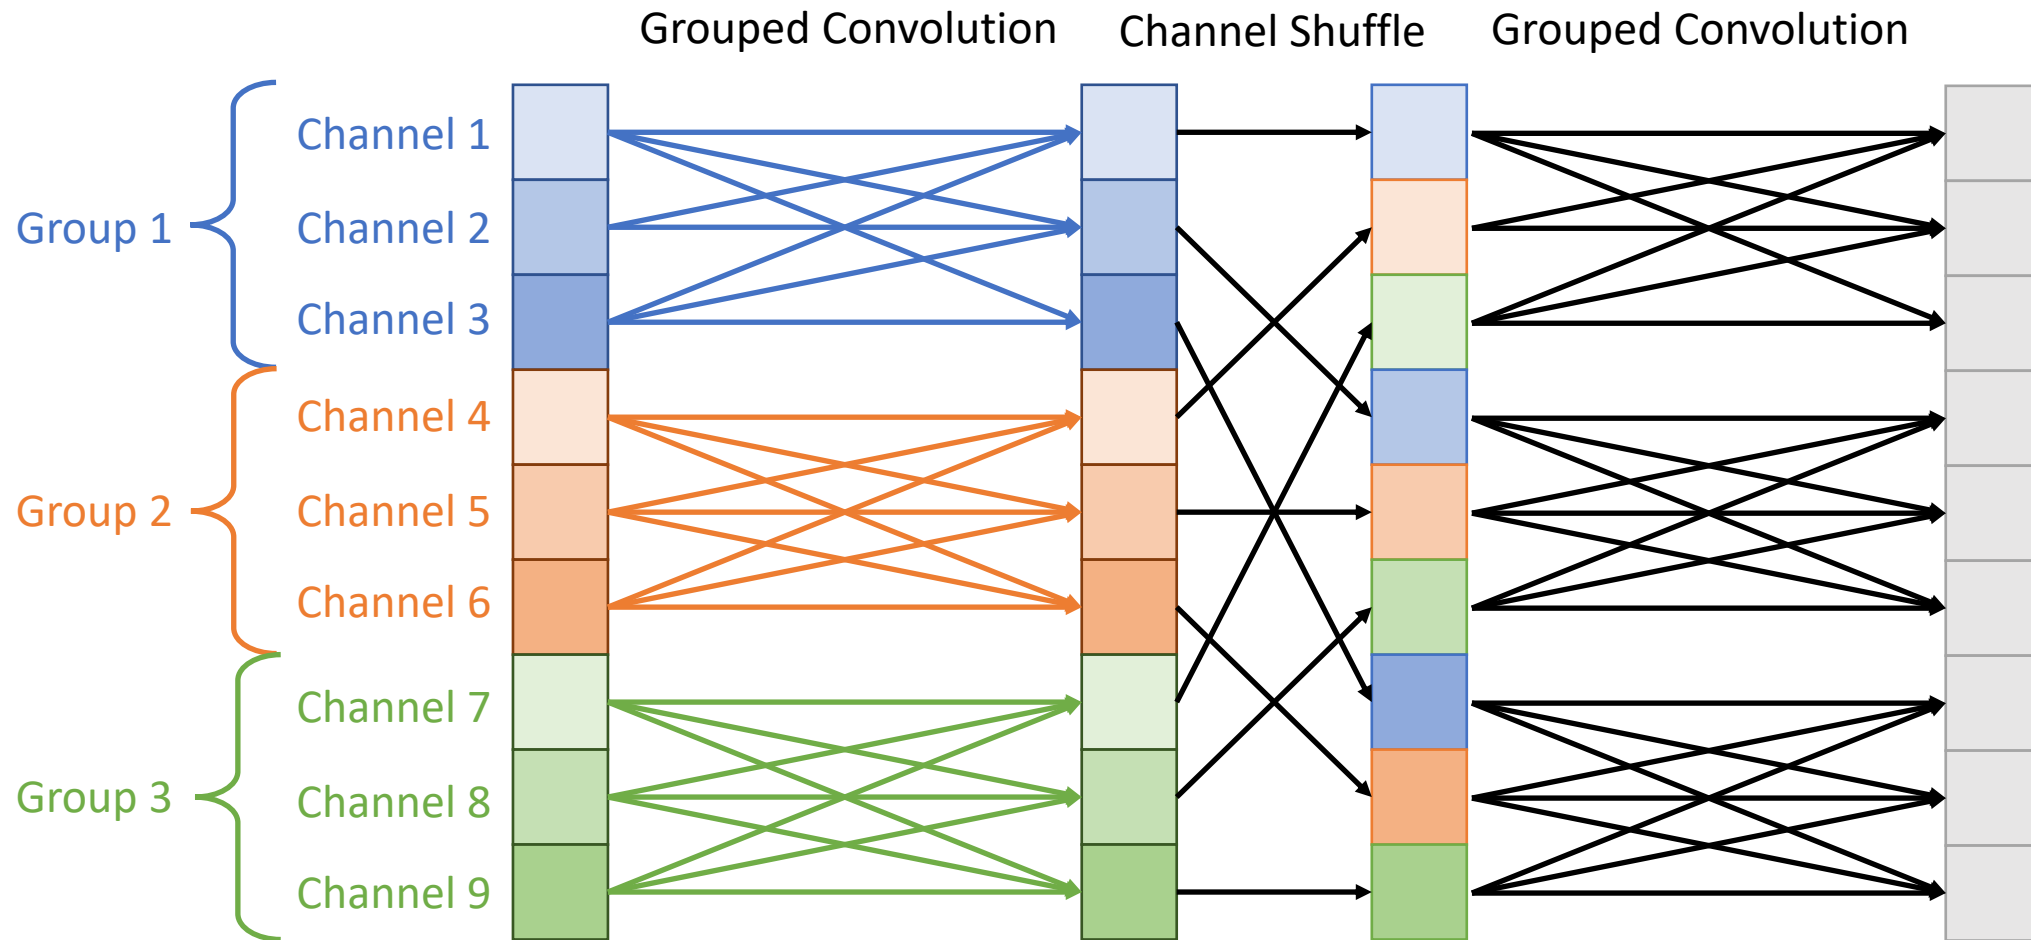 Grouped Convolution
Channel Shuffle
Grouped Convolution
Group 1
Channel 1
Channel 2
Channel 3
Group 2
Channel 4
Channel 5
Channel 6
Group 3
Channel 7
Channel 8
Channel 9